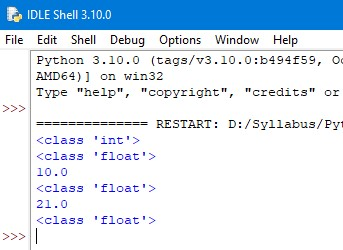 IDLE Shell 3.10.0
File Edit Shell Debug Options Window Help
Python 3.10.0 (tags/v3.10.0:b494f59,
AMD64)] on win32
Type "help", "copyright", "credits" or
>>>
============== RESTART: D:/Syllabus/Pyt
<class 'int'>
<class 'float'>
10.0
<class 'float'>
21.0
<class 'float'>
>>>